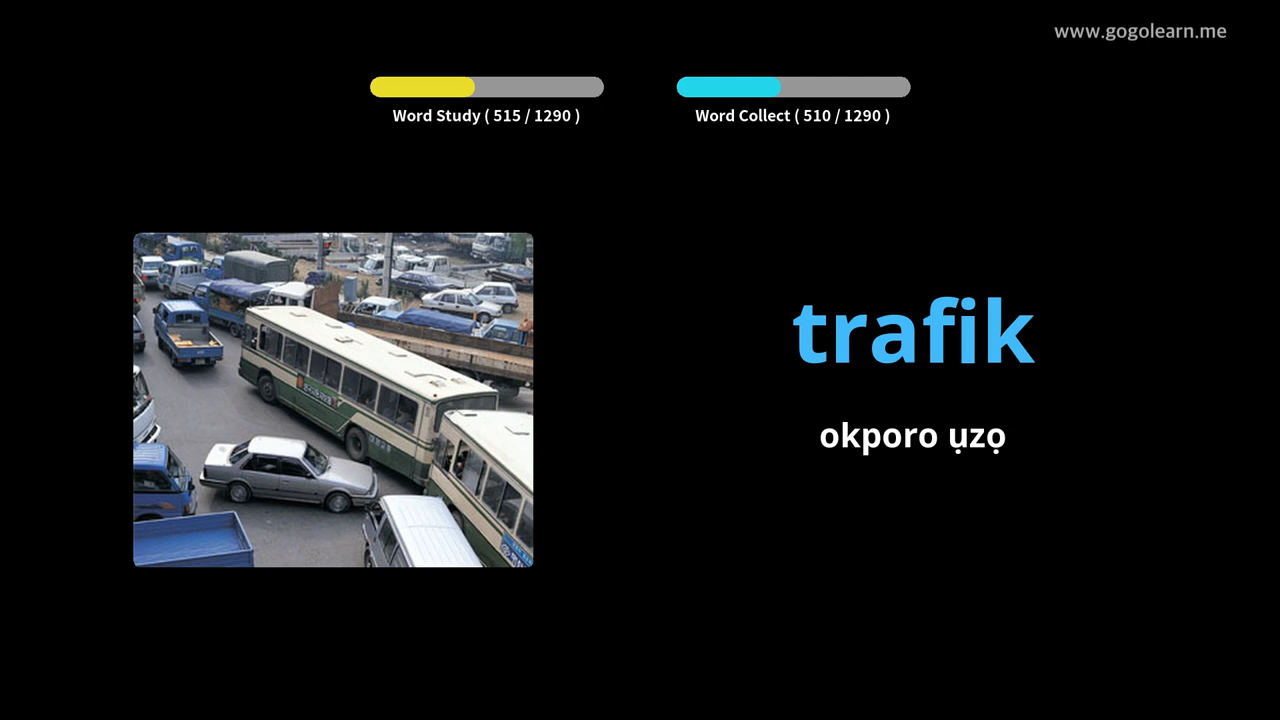 www.gogolearn.me
Word Study ( 515 / 1290 )
Word Collect ( 510 / 1290 )
trafik
okporo ụzọ